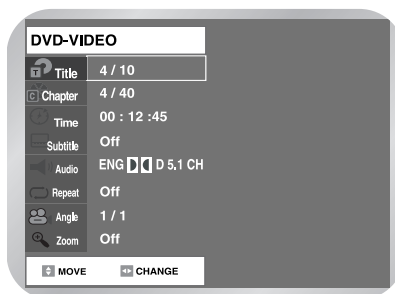 DVD-VIDEO
Title 4 / 10
Chapter 4 / 40
Time 00 : 12 :45
Subtitle Off
Audio ENG D 5.1 CH
Repeat Off
Angle 1 / 1
Zoom Off
MOVE CHANGE